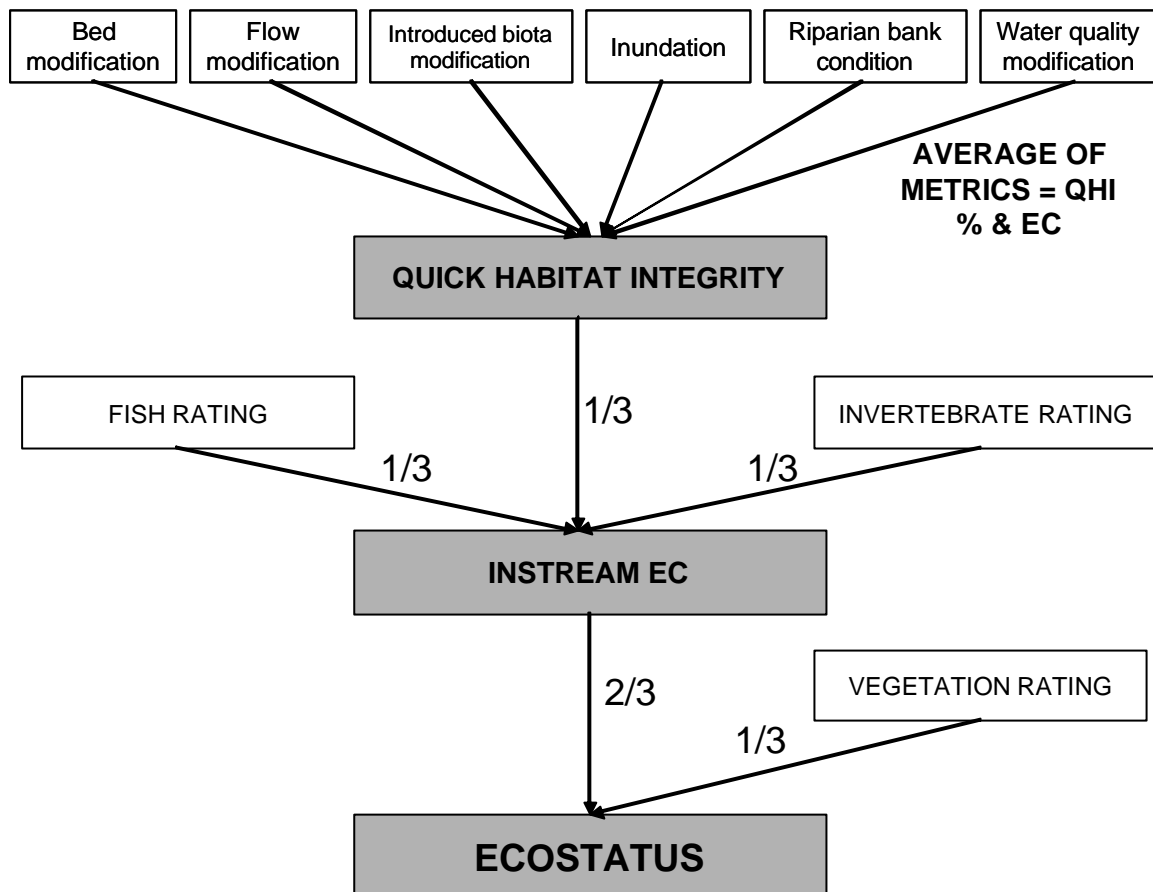 Bed
modification
Flow
modification
Introduced biota
modification
Inundation
Riparian bank
condition
Water quality
modification
AVERAGE OF
METRICS = QHI
% & EC
QUICK HABITAT INTEGRITY
FISH RATING
1/3
INVERTEBRATE RATING
1/3
1/3
INSTREAM EC
2/3
VEGETATION RATING
1/3
ECOSTATUS